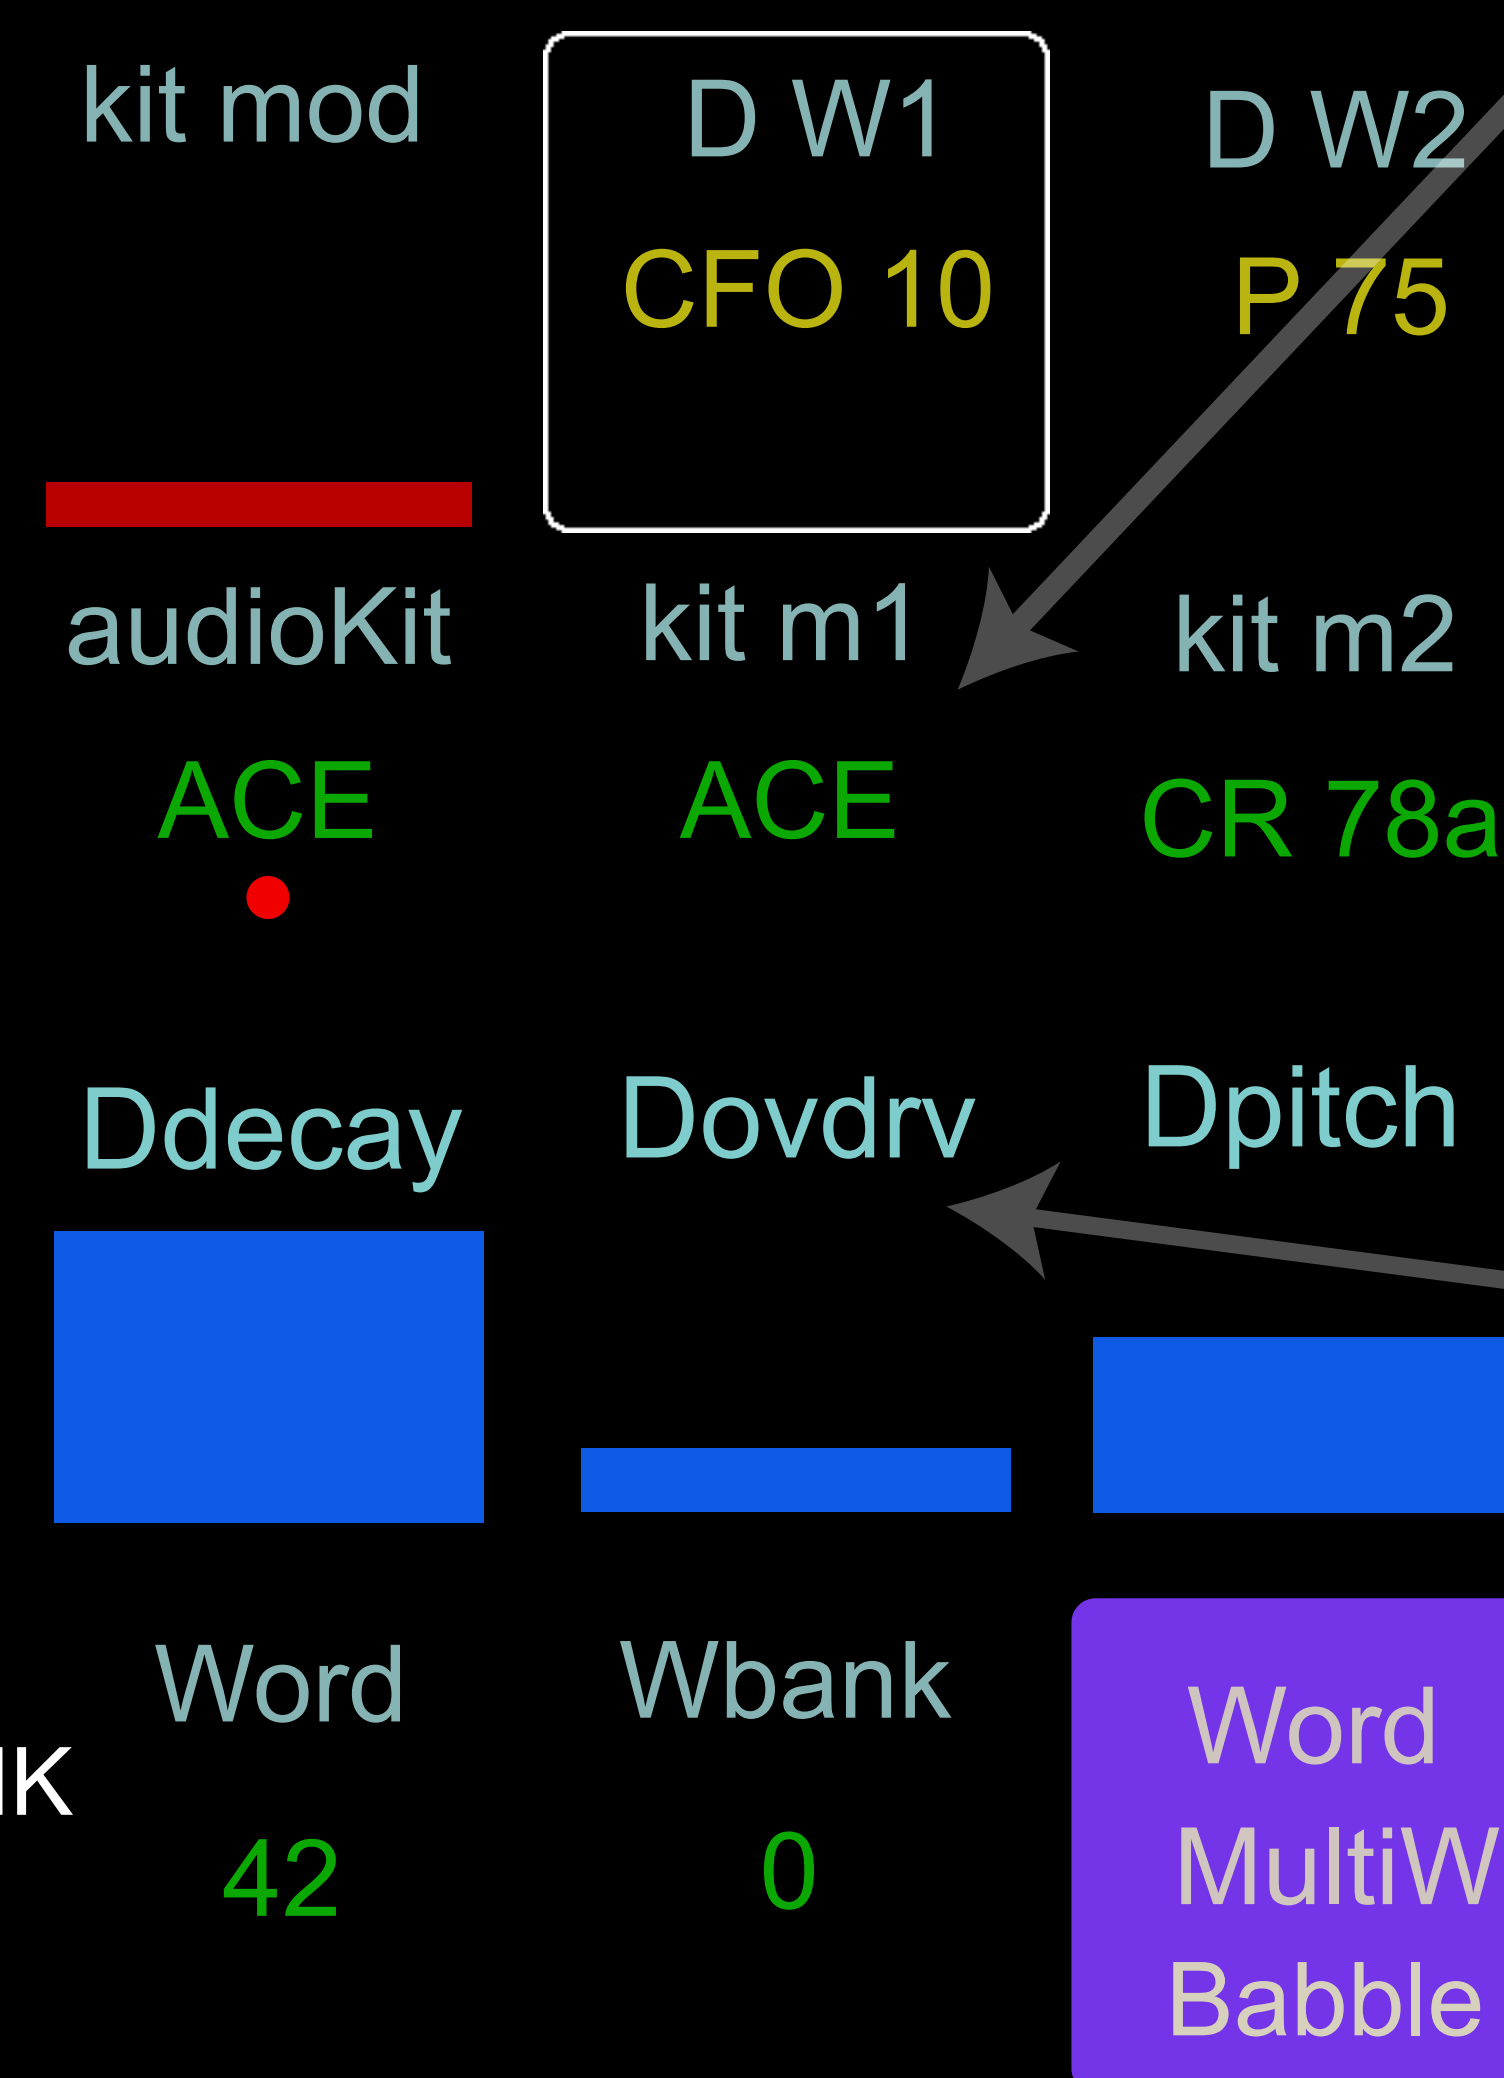 kit mod
D W1
D W2
CFO 10
P 75
audioKit
kit m1
kit m2
ACE
ACE
CR 78a
Ddecay
Dovdrv
Dpitch
Word
Wbank
Word
K
MultiW
42
0
Babble